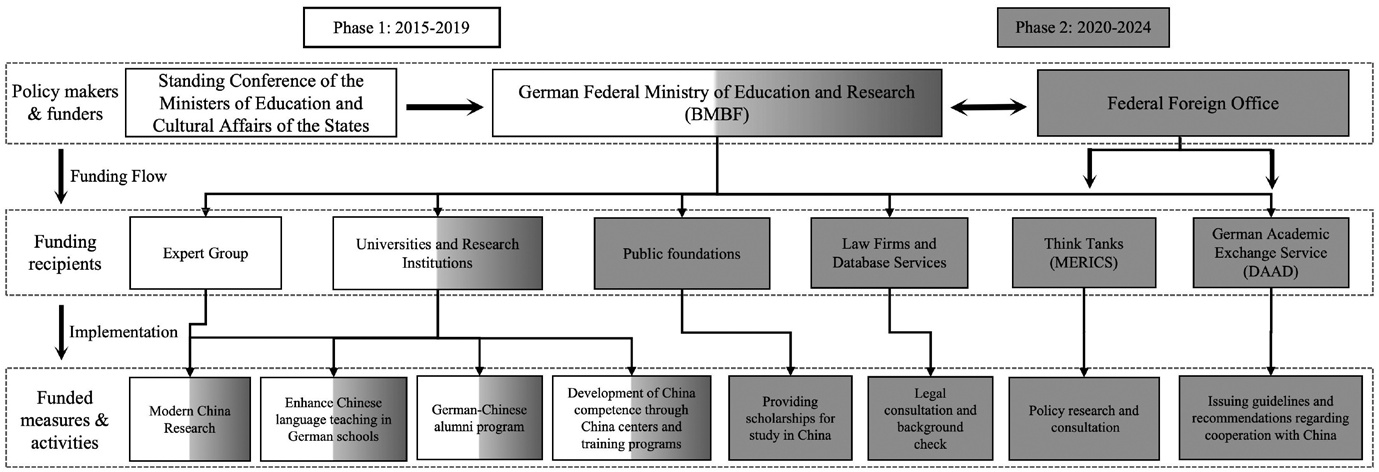 Phase 1: 2015-2019
Phase 2: 2020-2024
Policy makers
& funders
Standing Conference of the
Ministers of Education and
Cultural Affairs of the States
German Federal Ministry of Education and Research
(BMBF)
Federal Foreign Office
Funding Flow
Funding
recipients
Expert Group
Universities and Research
Institutions
Public foundations
Law Firms and
Database Services
Think Tanks
(MERICS)
German Academic
Exchange Service
(DAAD)
Implementation
Funded
measures &
activities
Modern China
Research
Enhance Chinese
language teaching in
German schools
German-Chinese
alumni program
Development of China
competence through
China centers and
training programs
Providing
scholarships for
study in China
Legal
consultation and
background
check
Policy research and
consultation
Issuing guidelines and
recommendations regarding
cooperation with China